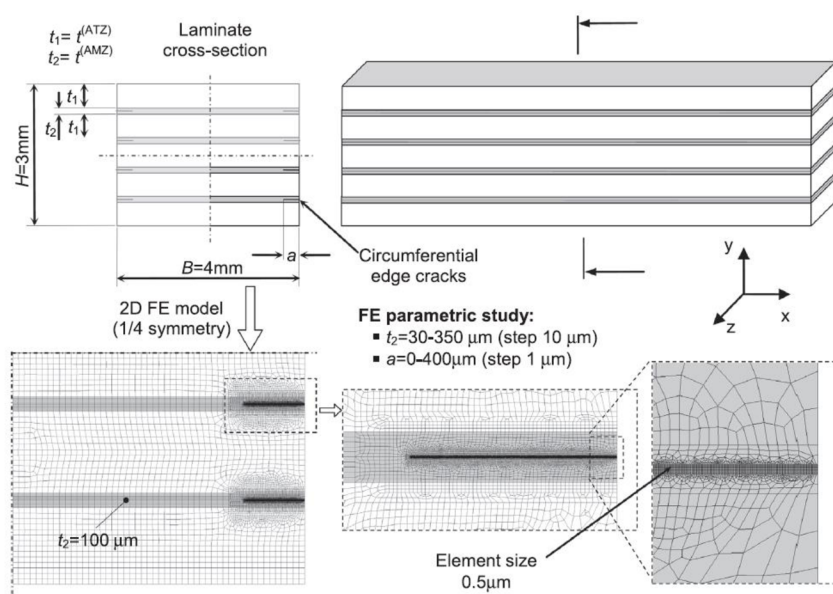 t₁= t⁽ᴬᵀᶻ⁾
t₂= t⁽ᴬᴹᶻ⁾
Laminate
cross-section
t₁
t₂
t₁
H=3mm
a
B=4mm
Circumferential
edge cracks
y
x
z
2D FE model
(1/4 symmetry)
FE parametric study:
▪ t₂=30-350 μm (step 10 μm)
▪ a=0-400μm (step 1 μm)
t₂=100 μm
Element size
0.5μm